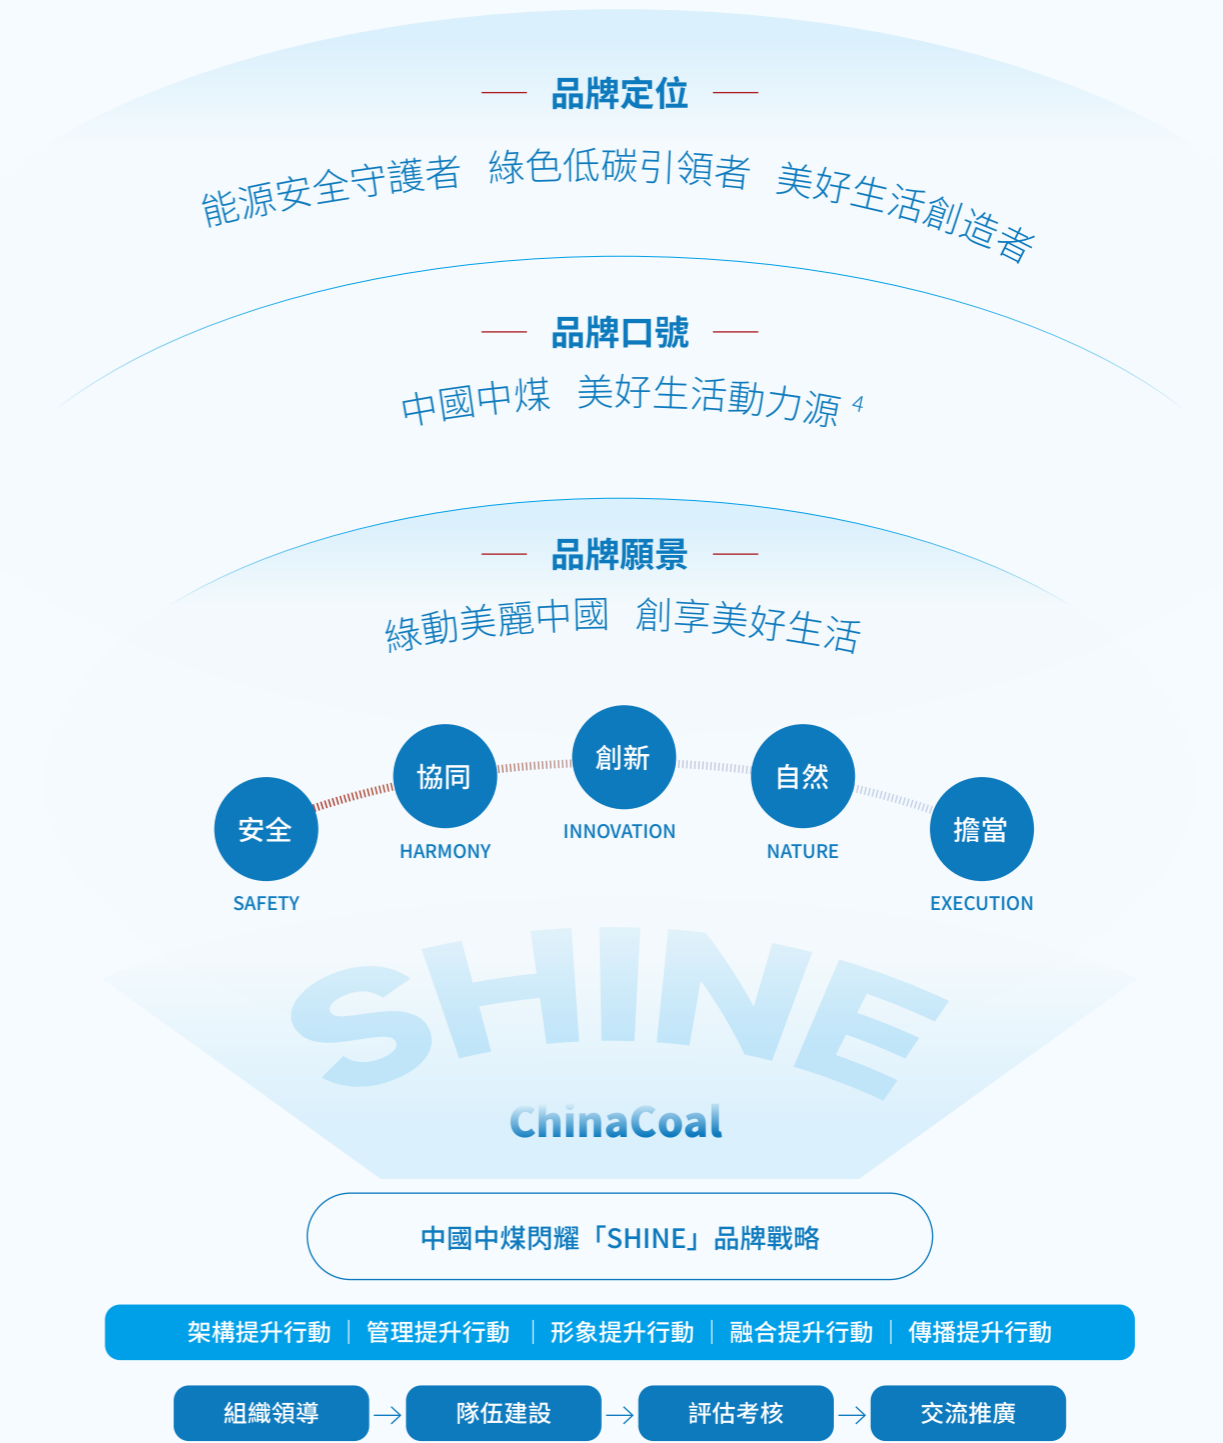 品牌定位
能源安全守護者 綠色低碳引領者 美好生活創造者
品牌口號
中國中煤 美好生活動力源 4
品牌願景
綠動美麗中國 創享美好生活
安全 協同 創新 自然 擔當
SAFETY HARMONY INNOVATION NATURE EXECUTION
SHINE
ChinaCoal
中國中煤閃耀「SHINE」品牌戰略
架構提升行動 管理提升行動 形象提升行動 融合提升行動 傳播提升行動
組織領導 隊伍建設 評估考核 交流推廣